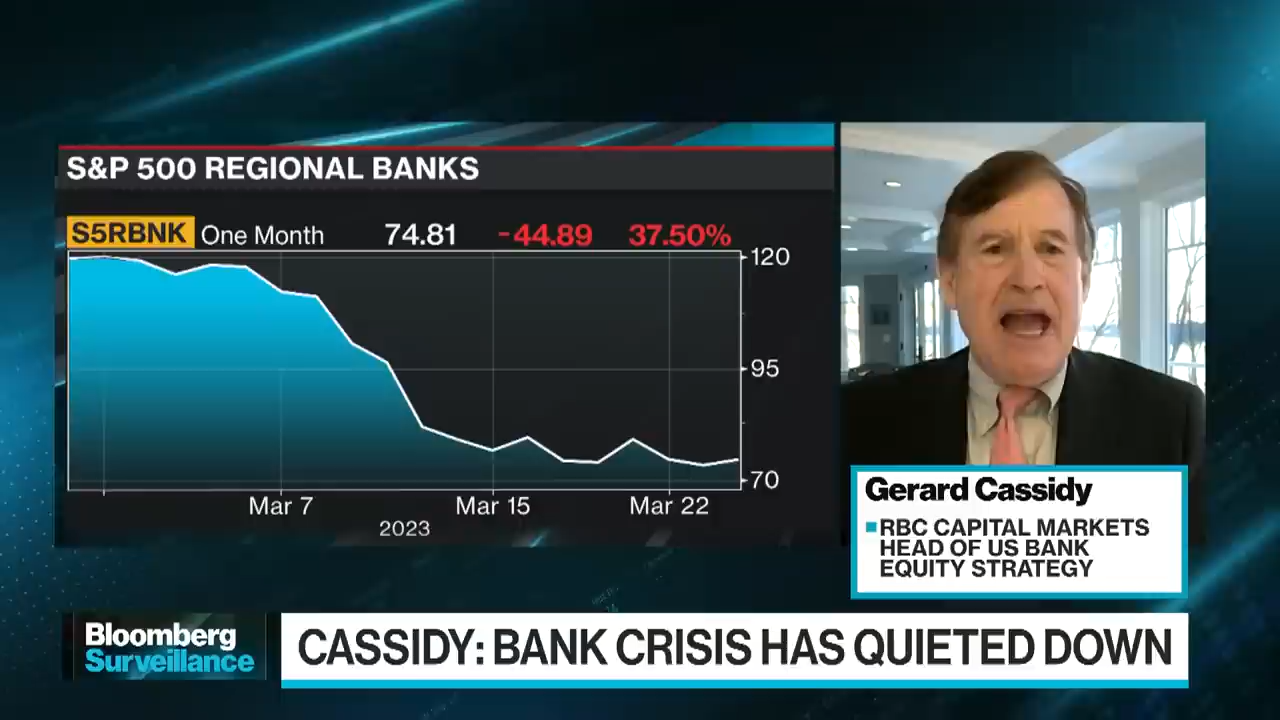 S&P 500 REGIONAL BANKS
S5RBNK One Month 74.81 -44.89 37.50%
120
95
70
Mar 7 Mar 15 Mar 22
2023
Gerard Cassidy
RBC CAPITAL MARKETS
HEAD OF US BANK
EQUITY STRATEGY
Bloomberg
Surveillance
CASSIDY: BANK CRISIS HAS QUIETED DOWN